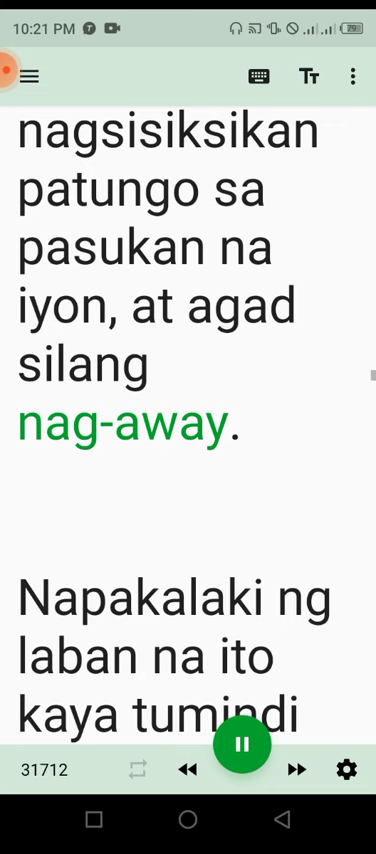 10:21 PM
nagsisiksikan
patungo sa
pasukan na
iyon, at agad
silang
nag-away.
Napakalaki ng
laban na ito
kaya tumindi
31712